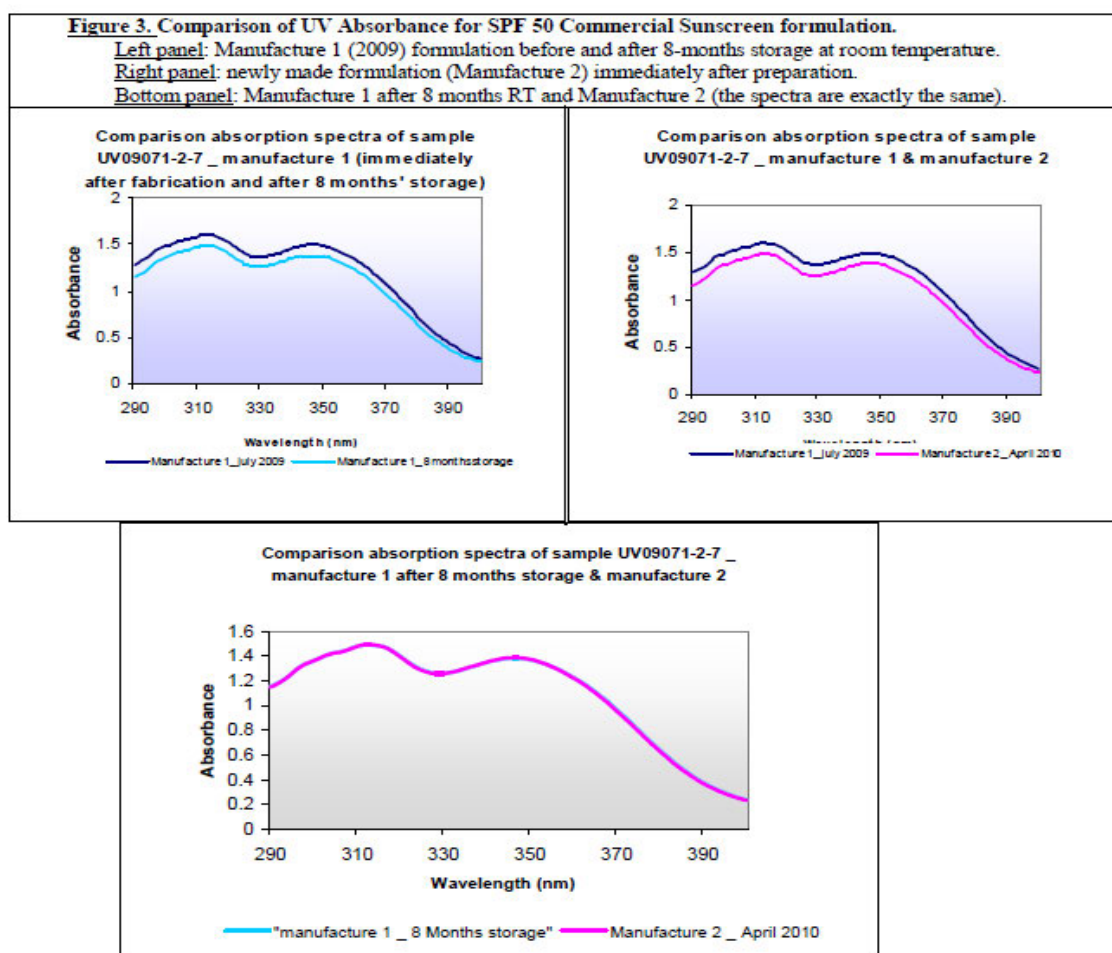 Figure 3. Comparison of UV Absorbance for SPF 50 Commercial Sunscreen formulation.
Left panel: Manufacture 1 (2009) formulation before and after 8-months storage at room temperature.
Right panel: newly made formulation (Manufacture 2) immediately after preparation.
Bottom panel: Manufacture 1 after 8 months RT and Manufacture 2 (the spectra are exactly the same).
Comparison absorption spectra of sample
UV09071-2-7 _ manufacture 1 (immediately
after fabrication and after 8 months' storage)
2
1.5
1
0.5
0
Absorbance
290 310 330 350 370 390
Wavelength (nm)
Manufacture 1_July 2009 Manufacture 1_8monthsstorage
Comparison absorption spectra of sample
UV09071-2-7 _ manufacture 1 & manufacture 2
2
1.5
1
0.5
0
Absorbance
290 310 330 350 370 390
Wavelength (nm)
Manufacture 1_July 2009 Manufacture 2_April 2010
Comparison absorption spectra of sample UV09071-2-7 _
manufacture 1 after 8 months storage & manufacture 2
1.6
1.4
1.2
1
0.8
0.6
0.4
0.2
0
Absorbance
290 310 330 350 370 390
Wavelength (nm)
"manufacture 1 _ 8 Months storage" Manufacture 2 _ April 2010